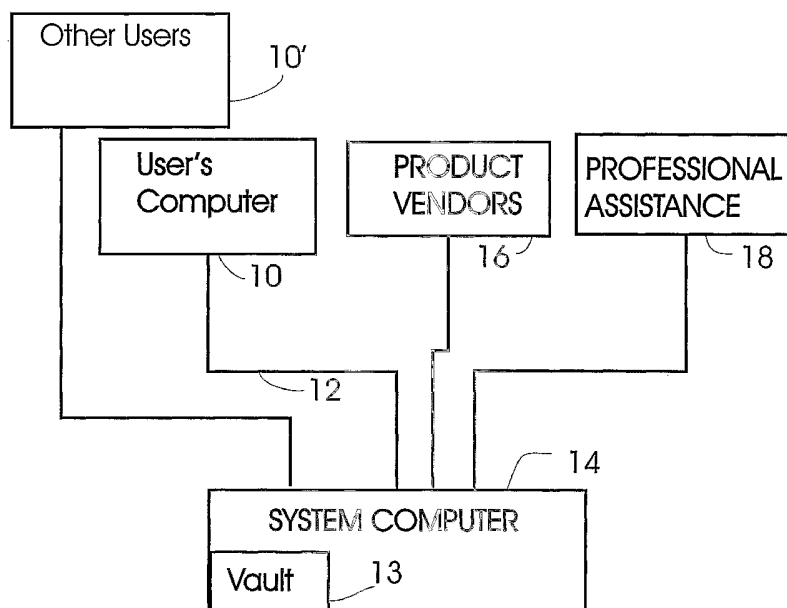 Other Users
10'
User's
Computer
10
PRODUCT
VENDORS
16
PROFESSIONAL
ASSISTANCE
18
12
14
SYSTEM COMPUTER
Vault
13